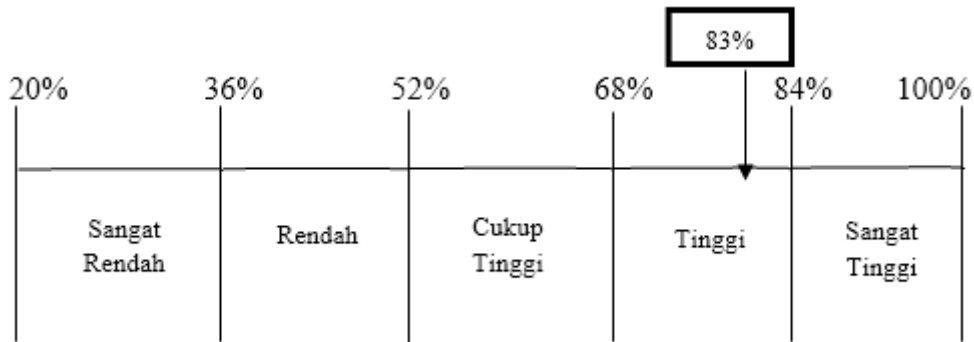 83%
20% 36% 52% 68% 84% 100%
Sangat
Rendah
Rendah
Cukup
Tinggi
Tinggi
Sangat
Tinggi